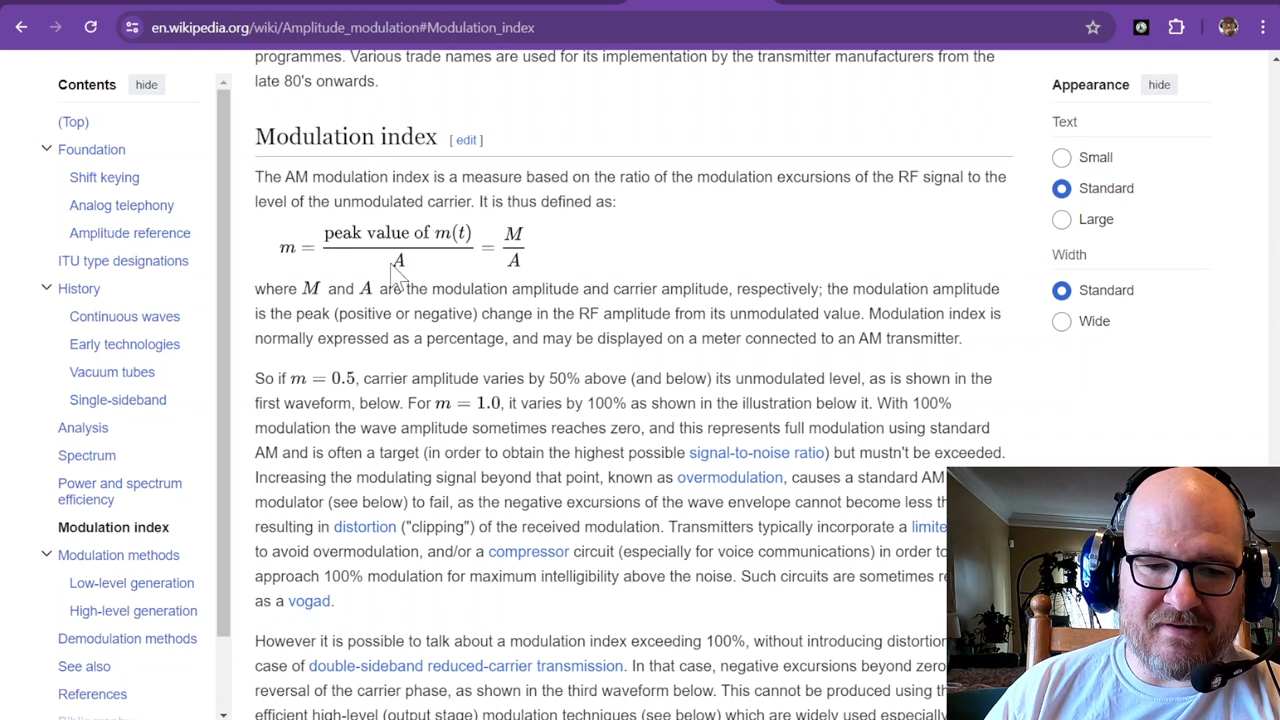 en.wikipedia.org/wiki/Amplitude_modulation#Modulation_index
Contents
hide
(Top)
Foundation
Shift keying
Analog telephony
Amplitude reference
ITU type designations
History
Continuous waves
Early technologies
Vacuum tubes
Single-sideband
Analysis
Spectrum
Power and spectrum
efficiency
Modulation index
Modulation methods
Low-level generation
High-level generation
Demodulation methods
See also
References
programmes. Various trade names are used for its implementation by the transmitter manufacturers from the
late 80's onwards.
Modulation index [ edit ]
The AM modulation index is a measure based on the ratio of the modulation excursions of the RF signal to the
level of the unmodulated carrier. It is thus defined as:
m = peak value of m(t) / A = M / A
where M and A are the modulation amplitude and carrier amplitude, respectively; the modulation amplitude
is the peak (positive or negative) change in the RF amplitude from its unmodulated value. Modulation index is
normally expressed as a percentage, and may be displayed on a meter connected to an AM transmitter.
So if m = 0.5, carrier amplitude varies by 50% above (and below) its unmodulated level, as is shown in the
first waveform, below. For m = 1.0, it varies by 100% as shown in the illustration below it. With 100%
modulation the wave amplitude sometimes reaches zero, and this represents full modulation using standard
AM and is often a target (in order to obtain the highest possible signal-to-noise ratio) but mustn't be exceeded.
Increasing the modulating signal beyond that point, known as overmodulation, causes a standard AM
modulator (see below) to fail, as the negative excursions of the wave envelope cannot become less
resulting in distortion ("clipping") of the received modulation. Transmitters typically incorporate a
to avoid overmodulation, and/or a compressor circuit (especially for voice communications) in order to
approach 100% modulation for maximum intelligibility above the noise. Such circuits are sometimes
as a vogad.
However it is possible to talk about a modulation index exceeding 100%, without introducing
case of double-sideband reduced-carrier transmission. In that case, negative excursions beyond zero
reversal of the carrier phase, as shown in the third waveform below. This cannot be produced using
efficient high-level (output stage) modulation techniques (see below) which are widely used
Appearance
hide
Text
Small
Standard
Large
Width
Standard
Wide